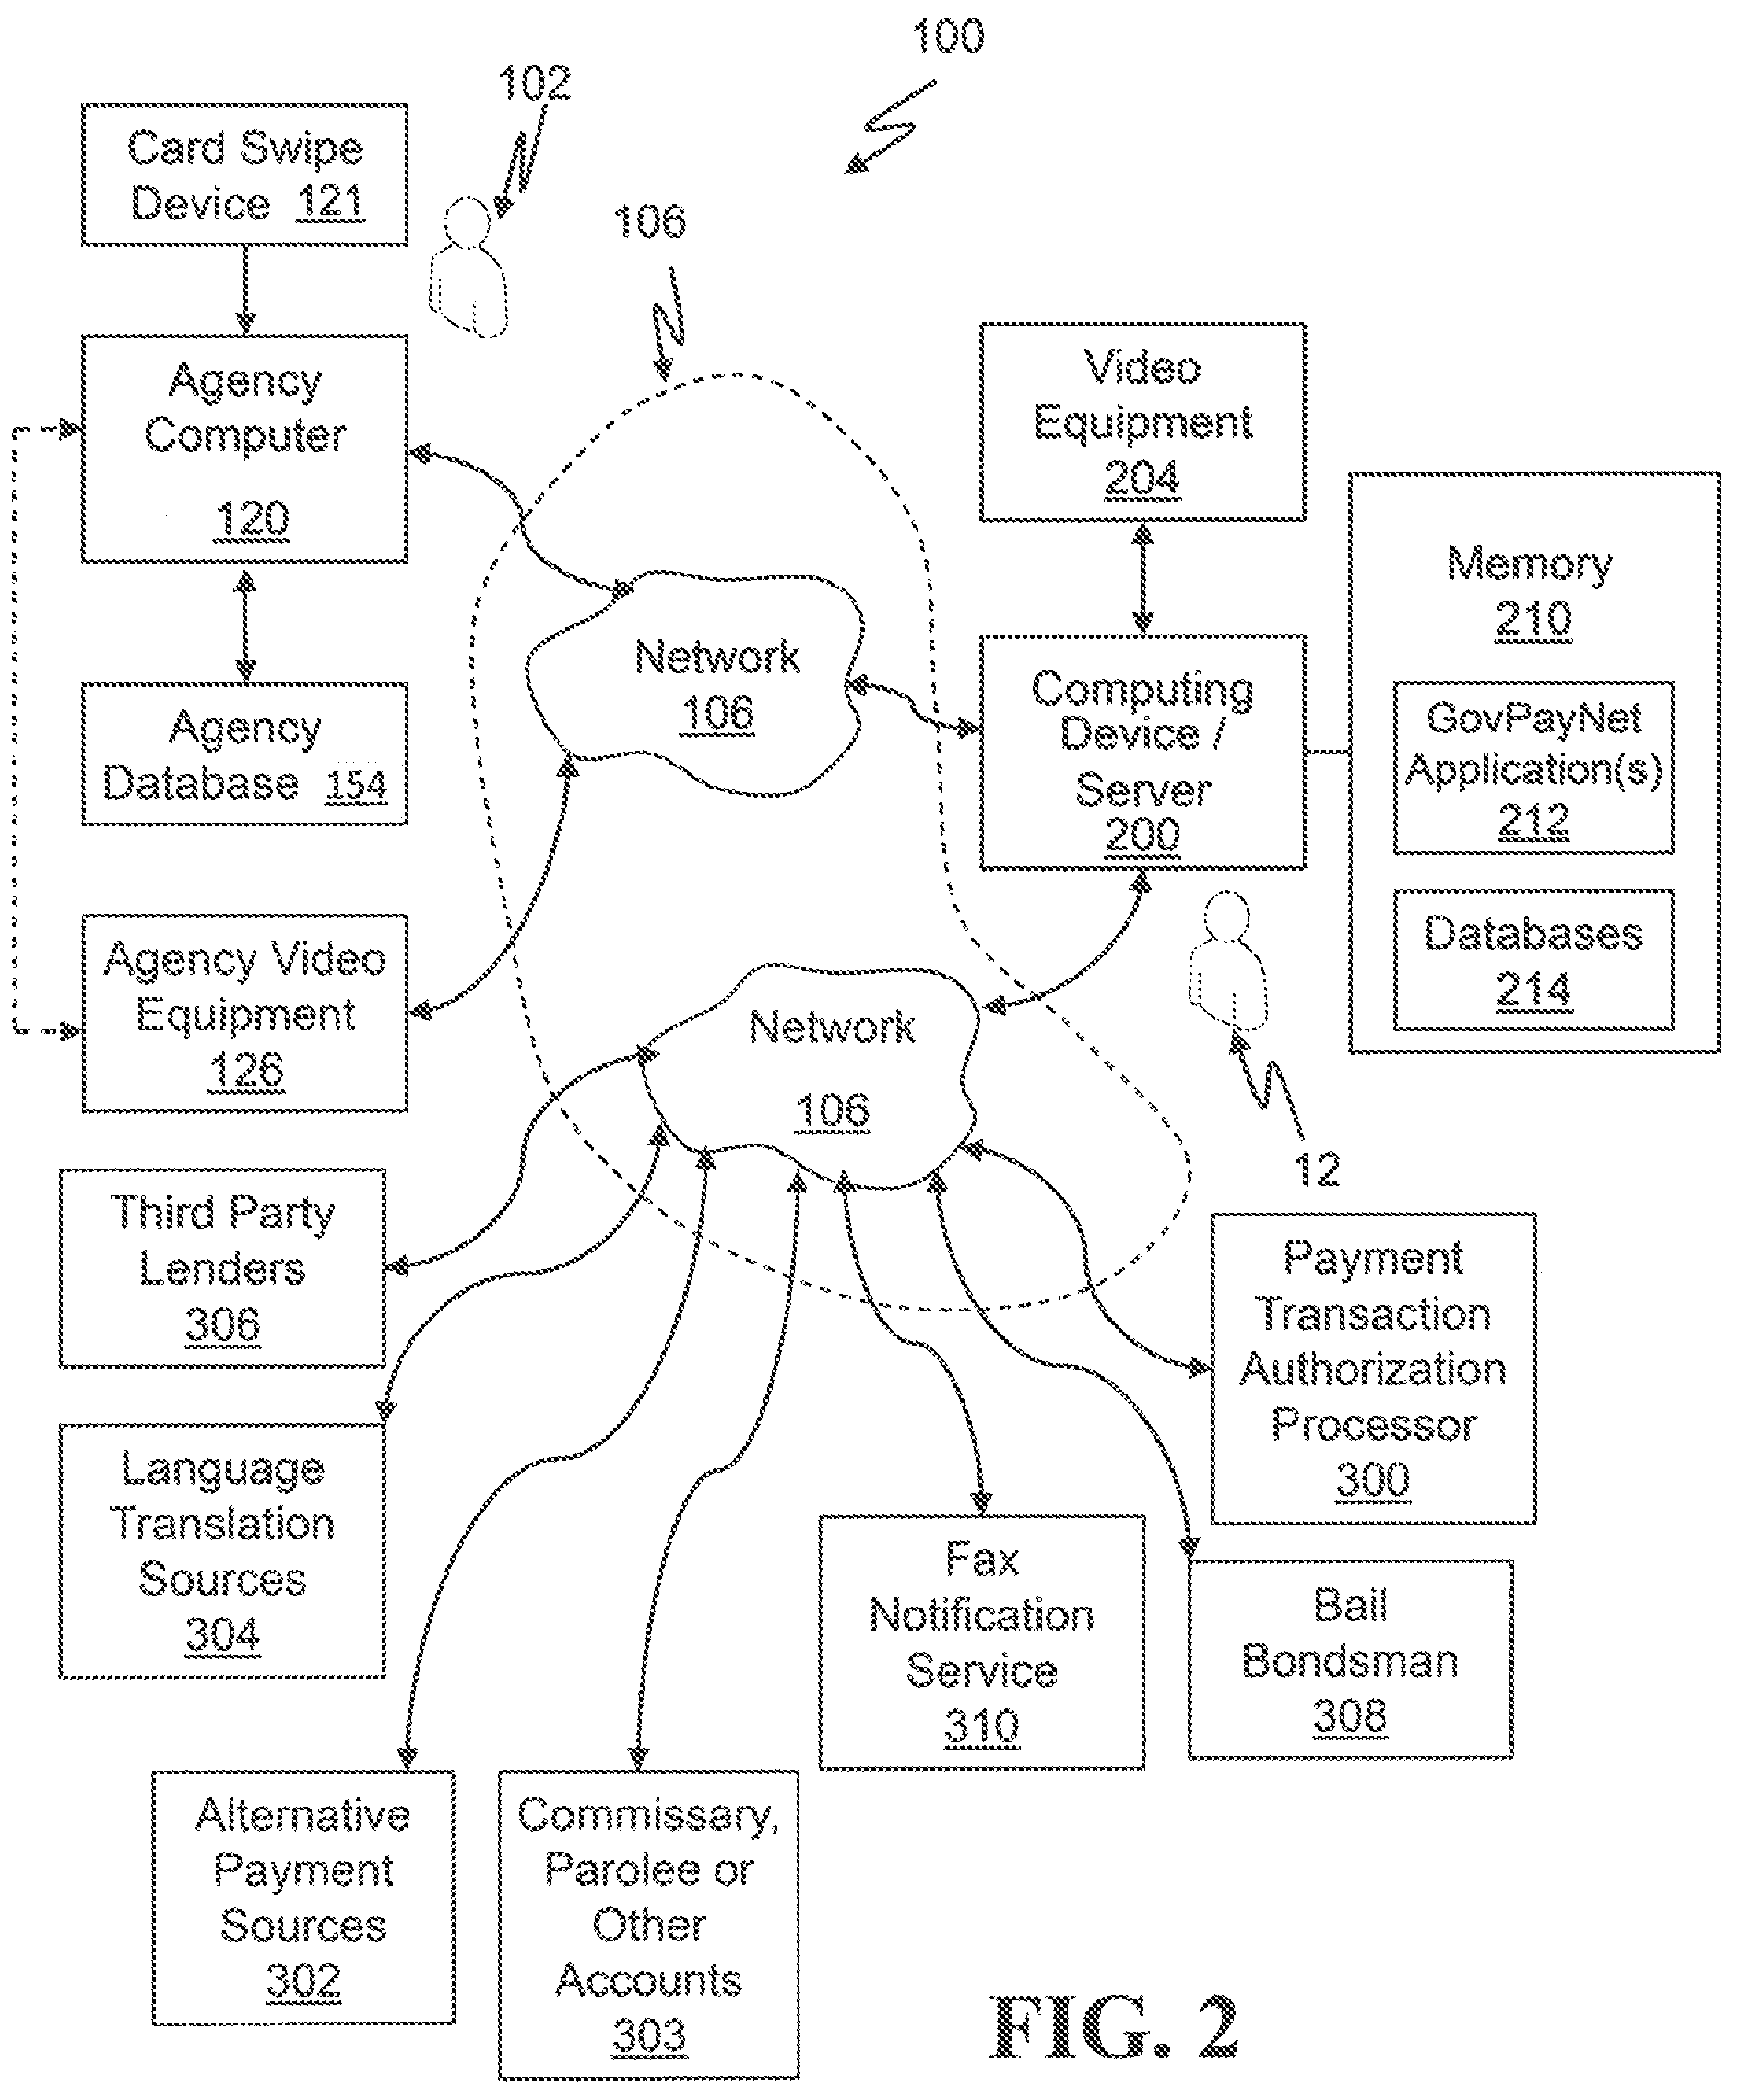 100
102
Card Swipe
Device 121
106
Agency
Computer
120
Video
Equipment
204
Memory
210
Network
106
Computing
Device /
Server
200
GovPayNet
Application(s)
212
Agency
Database 154
Databases
214
Agency Video
Equipment
126
Network
106
12
Third Party
Lenders
306
Payment
Transaction
Authorization
Processor
300
Language
Translation
Sources
304
Fax
Notification
Service
310
Bail
Bondsman
308
Alternative
Payment
Sources
302
Commissary,
Parolee or
Other
Accounts
303
FIG. 2